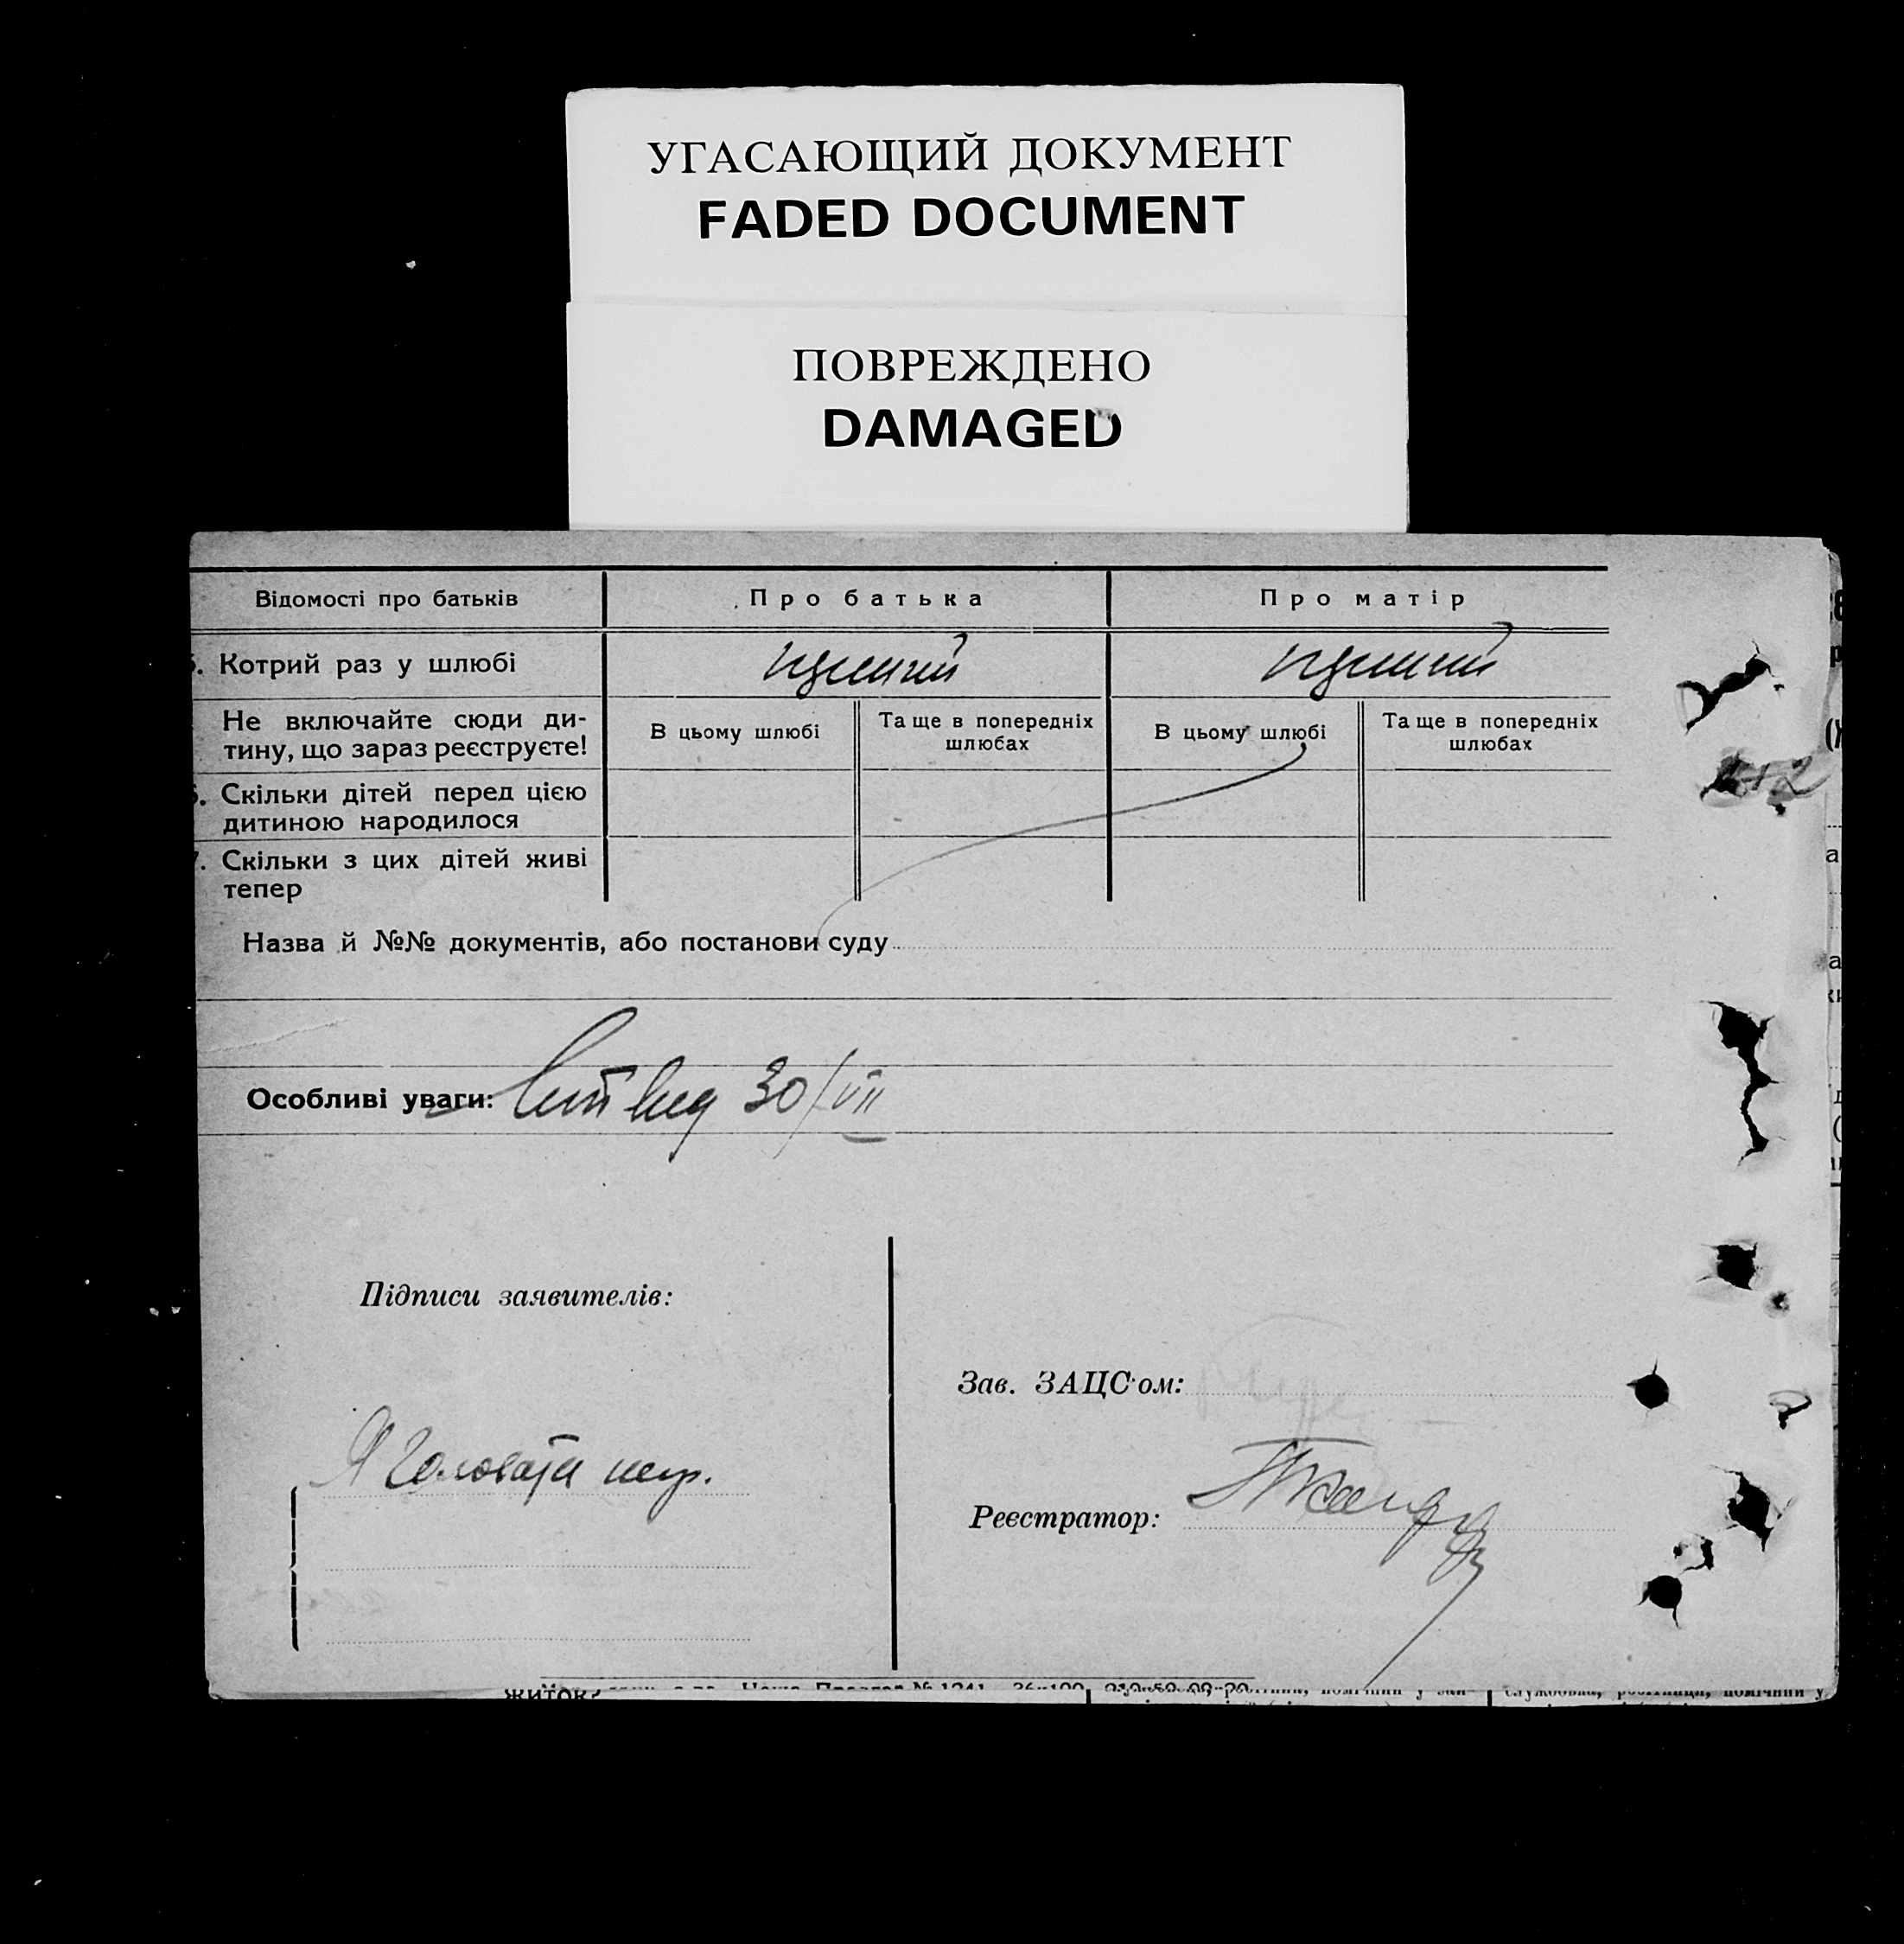 УГАСАЮЩИЙ ДОКУМЕНТ
FADED DOCUMENT
ПОВРЕЖДЕНО
DAMAGED
Відомості про батьків
Про батька
Про матір
Котрий раз у шлюбі
Не включайте сюди ди-
тину, що зараз реєструєте!
В цьому шлюбі
Та ще в попередніх
шлюбах
В цьому шлюбі
Та ще в попередніх
шлюбах
Скільки дітей перед цією
дитиною народилося
Скільки з цих дітей живі
тепер
Назва й №№ документів, або постанови суду
Особливі уваги: 30/VII
Підписи заявителів:
Зав. ЗАЦС'ом:
Я Головата
Реєстратор: